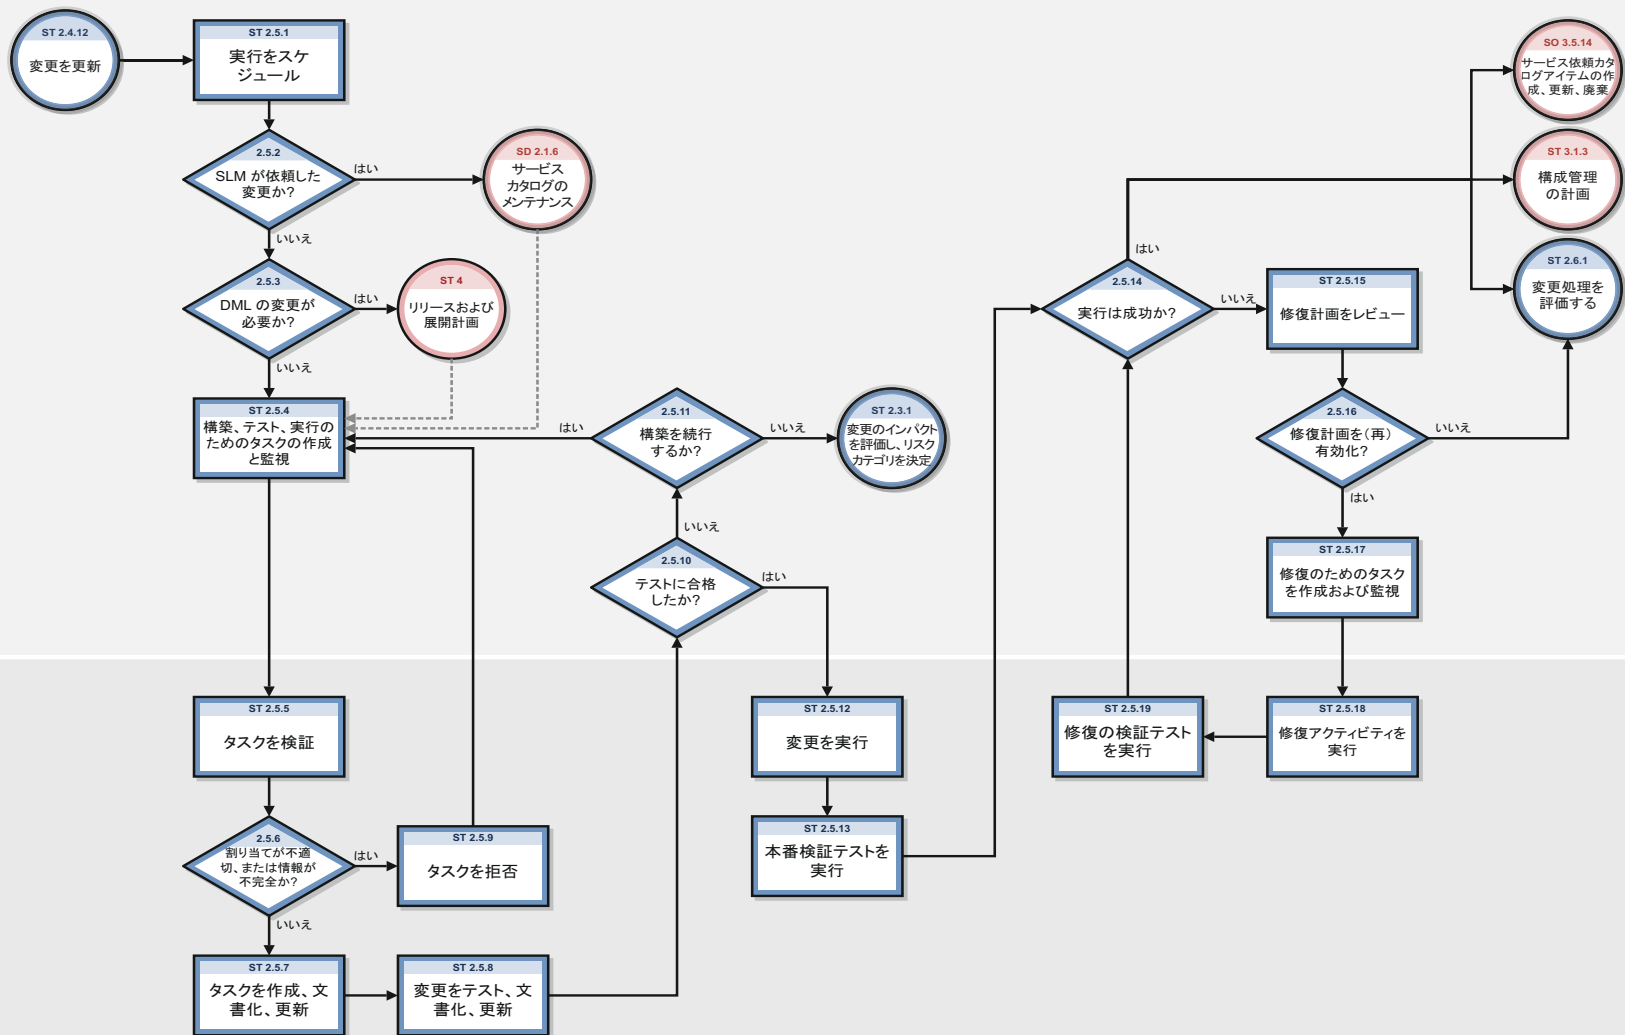 ST 2.4.12
変更を更新
ST 2.5.1
実行をスケ
ジュール
2.5.2
SLM が依頼した
変更か?
はい
いいえ
SD 2.1.6
サービス
カタログの
メンテナンス
2.5.3
DML の変更が
必要か?
はい
いいえ
ST 4
リリースおよび
展開計画
ST 2.5.4
構築、テスト、実行の
ためのタスクの作成
と監視
2.5.11
構築を続行
するか?
はい
いいえ
ST 2.3.1
変更のインパクト
を評価し、リスク
カテゴリを決定
いいえ
2.5.10
テストに合格
したか?
はい
ST 2.5.5
タスクを検証
2.5.6
割り当てが不適
切、または情報が
不完全か?
はい
いいえ
ST 2.5.9
タスクを拒否
ST 2.5.7
タスクを作成、文
書化、更新
ST 2.5.8
変更をテスト、文
書化、更新
ST 2.5.12
変更を実行
ST 2.5.13
本番検証テストを
実行
はい
2.5.14
実行は成功か?
いいえ
ST 2.5.15
修復計画をレビュー
SO 3.5.14
サービス依頼カタ
ログアイテムの作
成、更新、廃棄
ST 3.1.3
構成管理
の計画
ST 2.6.1
変更処理を
評価する
2.5.16
修復計画を(再)
有効化?
いいえ
はい
ST 2.5.17
修復のためのタスク
を作成および監視
ST 2.5.18
修復アクティビティを
実行
ST 2.5.19
修復の検証テスト
を実行